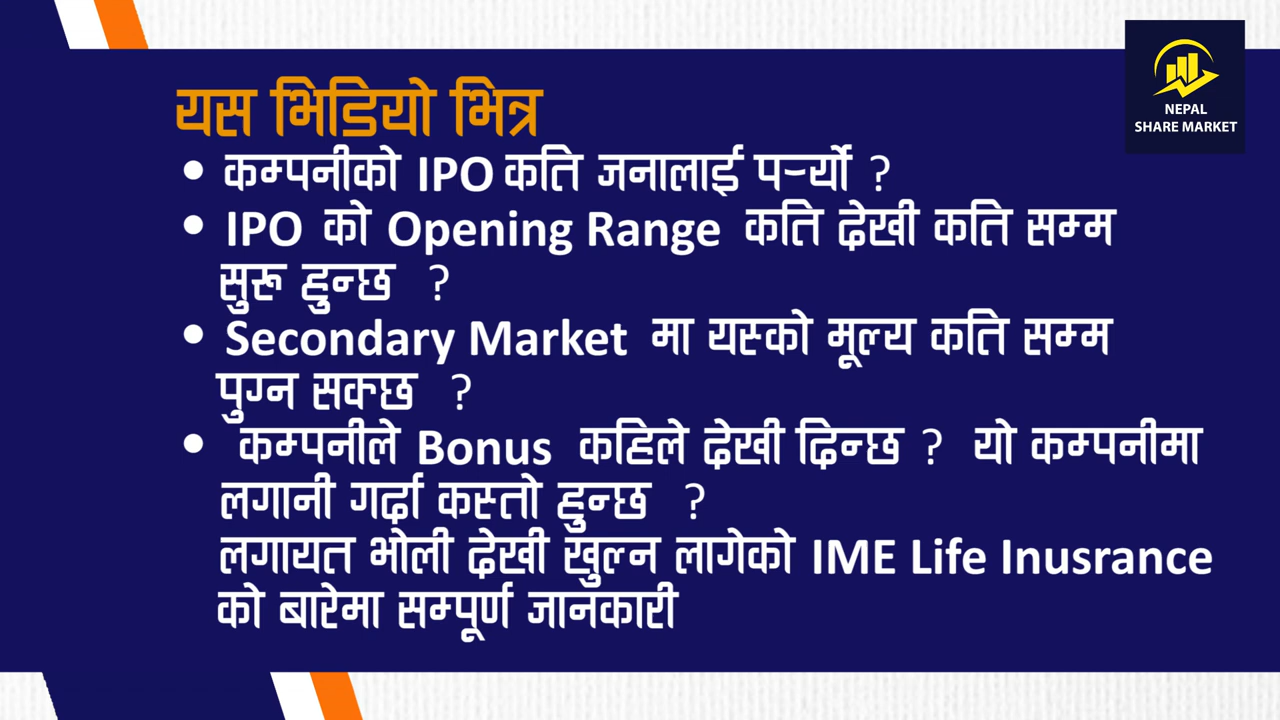 NEPAL
SHARE MARKET
यस भिडियो भित्र
• कम्पनीको IPO कति जनालाई पर्‍यो ?
• IPO को Opening Range कति देखी कति सम्म
सुरू हुन्छ ?
• Secondary Market मा यस्को मूल्य कति सम्म
पुग्न सक्छ ?
• कम्पनीले Bonus कहिले देखी दिन्छ ? यो कम्पनीमा
लगानी गर्दा कस्तो हुन्छ ?
लगायत भोली देखी खुल्न लागेको IME Life Inusrance
को बारेमा सम्पूर्ण जानकारी